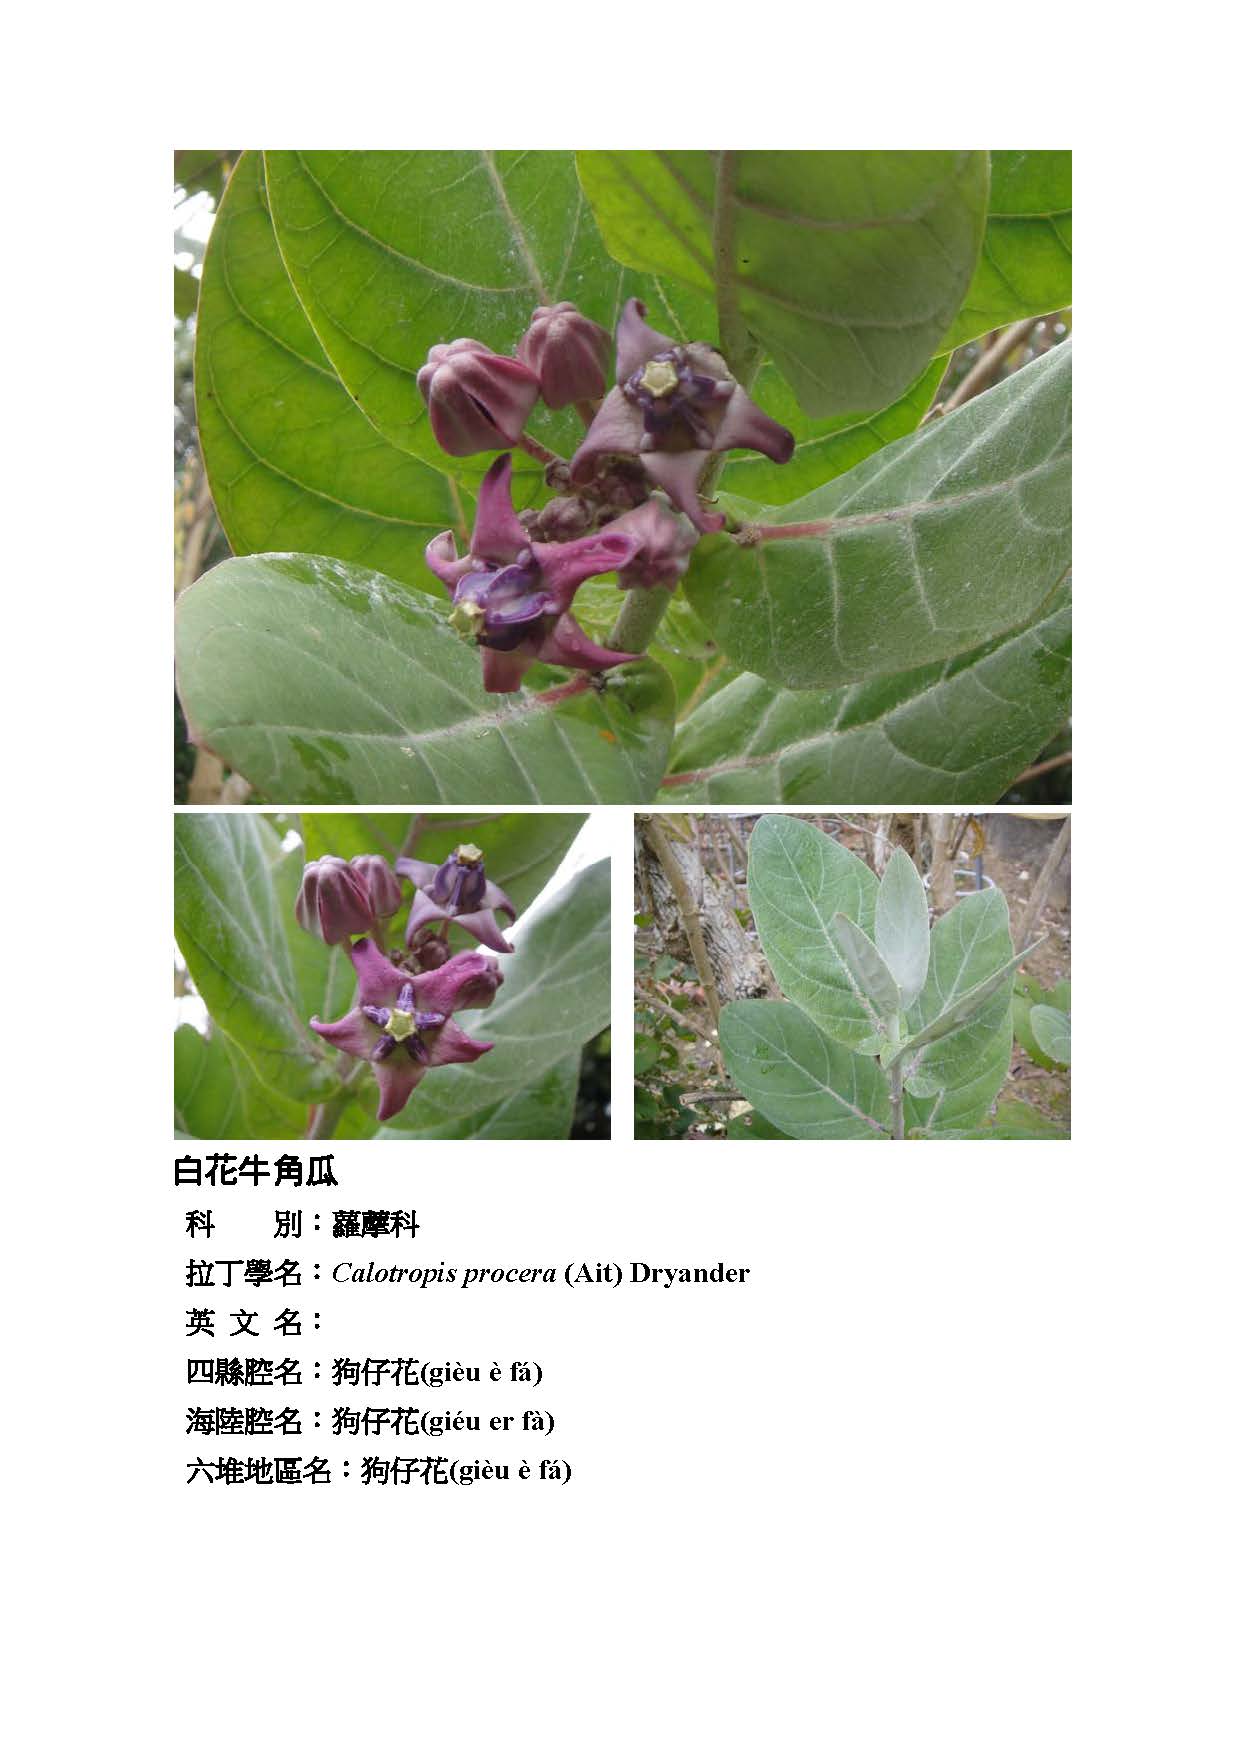 白花牛角瓜
科　　別：蘿藦科
拉丁學名：Calotropis procera (Ait) Dryander
英 文 名：
四縣腔名：狗仔花(gièu è fá)
海陸腔名：狗仔花(giéu er fà)
六堆地區名：狗仔花(gièu è fá)